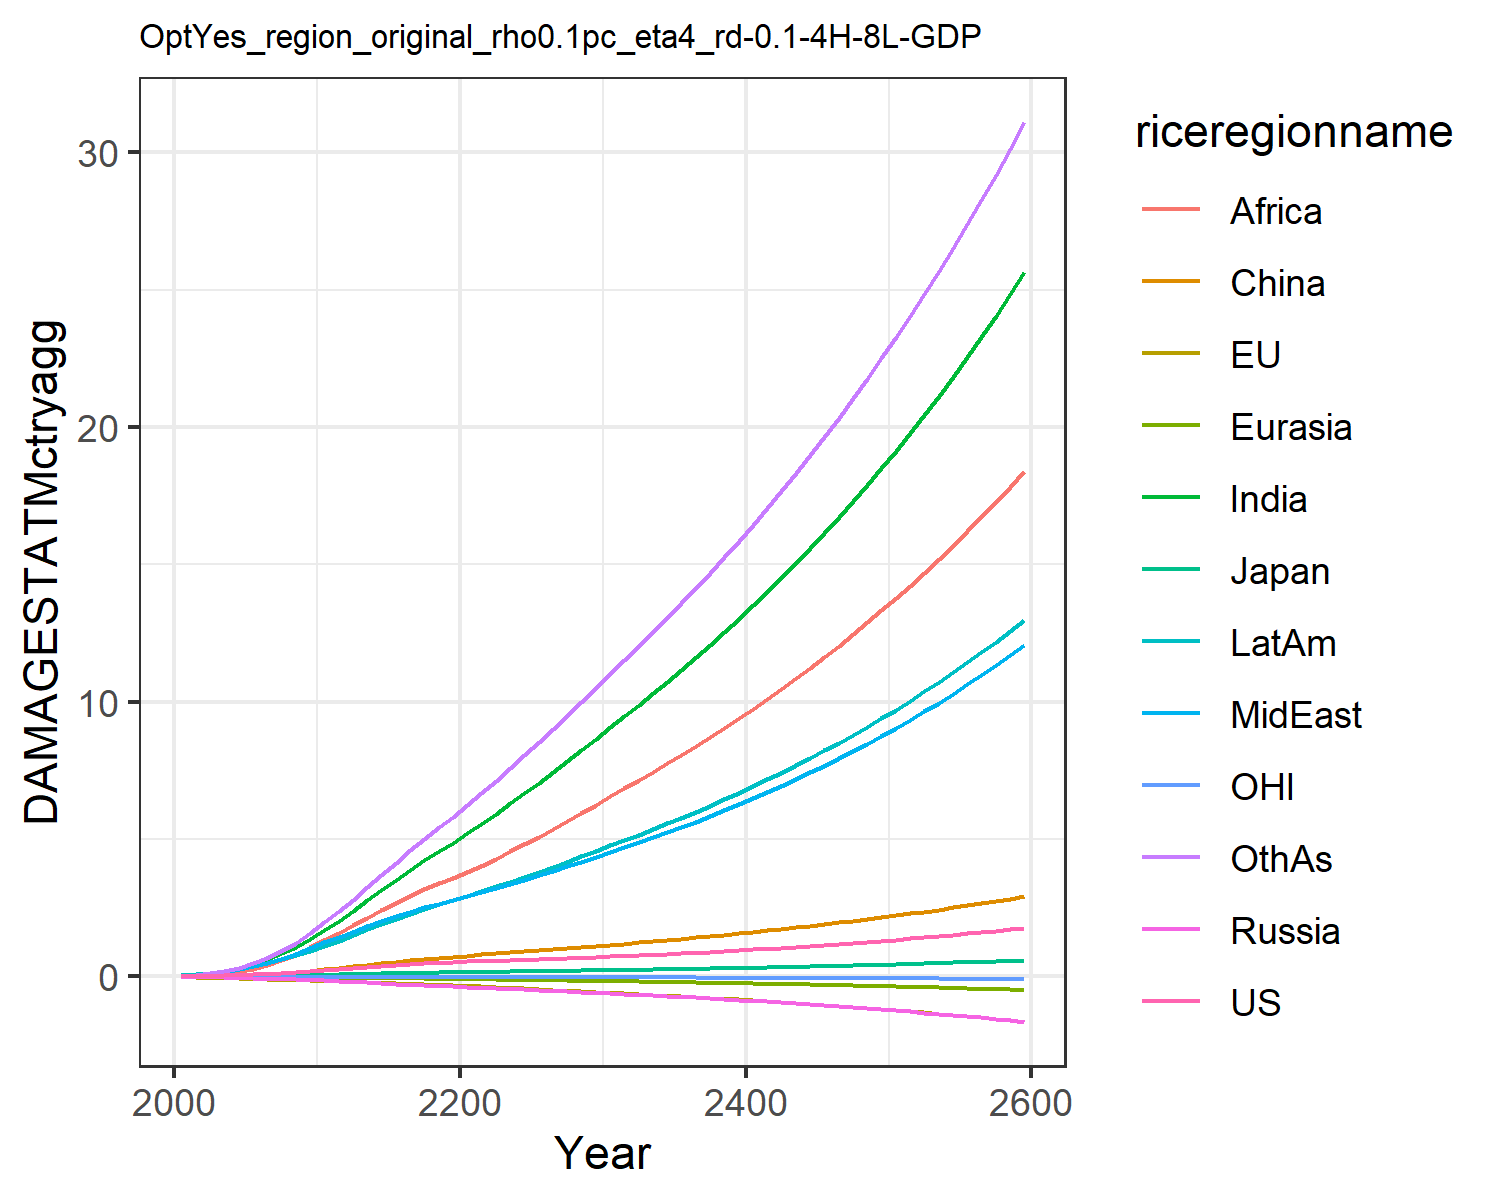 OptYes_region_original_rho0.1pc_eta4_rd-0.1-4H-8L-GDP
DAMAGESTATMctryagg
30
20
10
0
2000
2200
2400
2600
Year
riceregionname
Africa
China
EU
Eurasia
India
Japan
LatAm
MidEast
OHI
OthAs
Russia
US